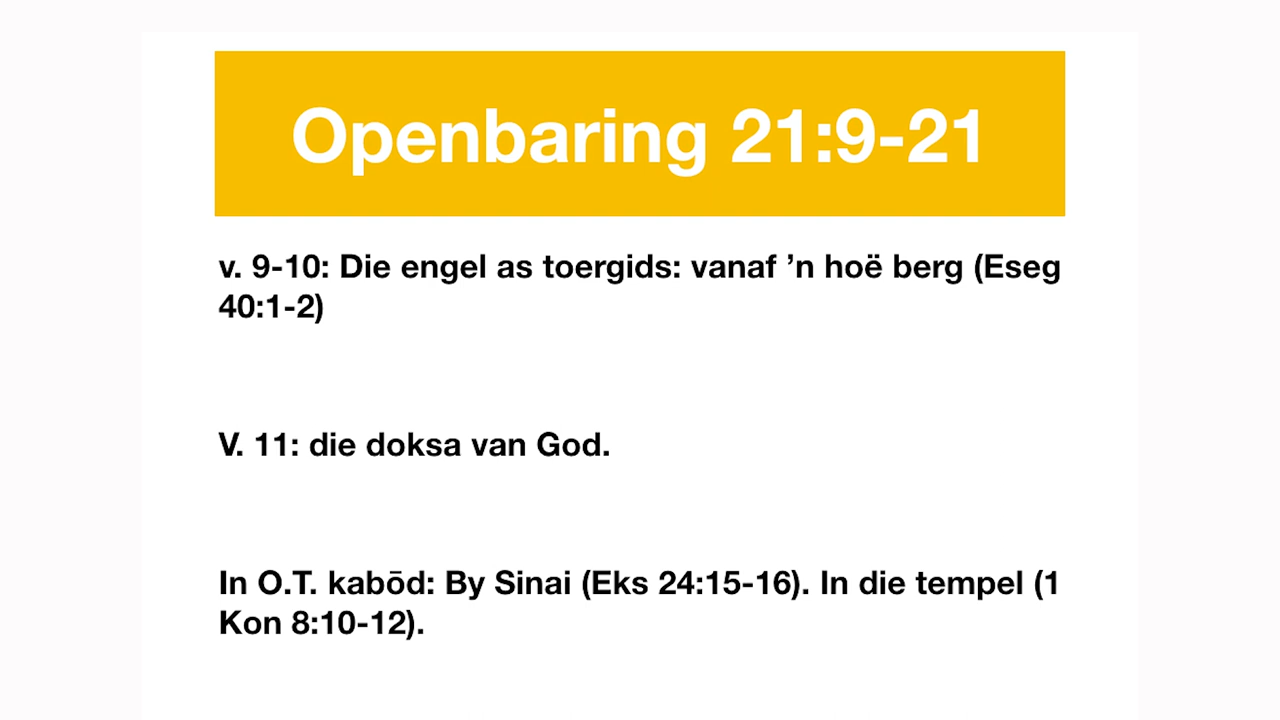 Openbaring 21:9-21
v. 9-10: Die engel as toergids: vanaf ’n hoë berg (Eseg
40:1-2)
V. 11: die doksa van God.
In O.T. kabōd: By Sinai (Eks 24:15-16). In die tempel (1
Kon 8:10-12).